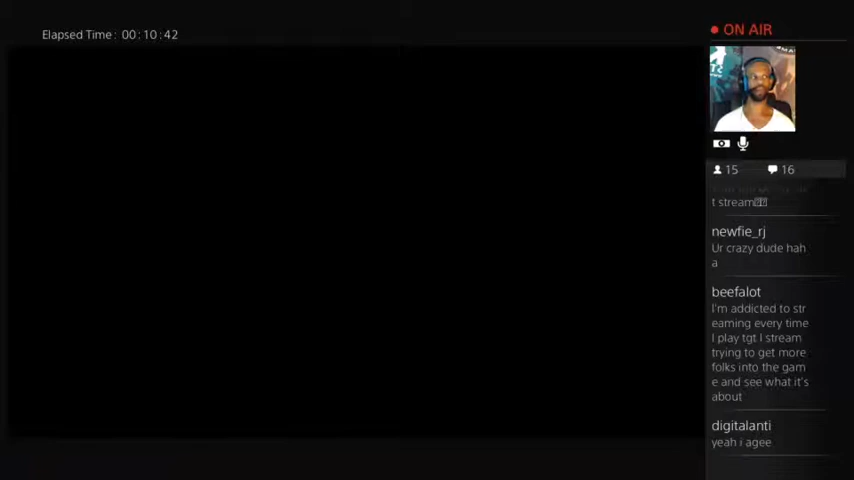 Elapsed Time: 00:10:42
ON AIR
15 16
t stream
newfie_rj
Ur crazy dude hah
a
beefalot
I'm addicted to str
eaming every time
I play tgt I stream
trying to get more
folks into the gam
e and see what it's
about
digitalanti
yeah i agee